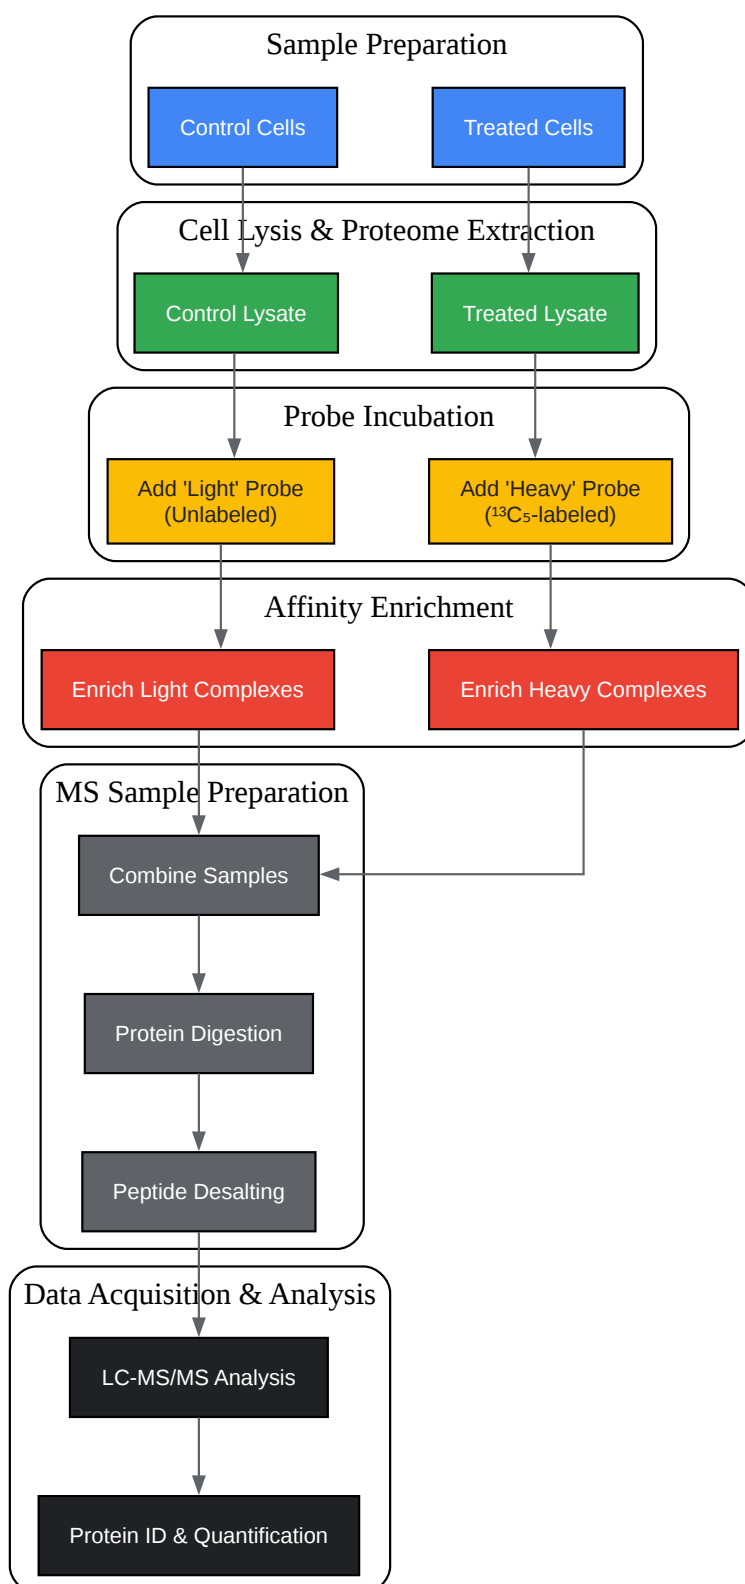 Sample Preparation
Control Cells
Treated Cells
Cell Lysis & Proteome Extraction
Control Lysate
Treated Lysate
Probe Incubation
Add 'Light' Probe
(Unlabeled)
Add 'Heavy' Probe
(¹³C₅-labeled)
Affinity Enrichment
Enrich Light Complexes
Enrich Heavy Complexes
MS Sample Preparation
Combine Samples
Protein Digestion
Peptide Desalting
Data Acquisition & Analysis
LC-MS/MS Analysis
Protein ID & Quantification